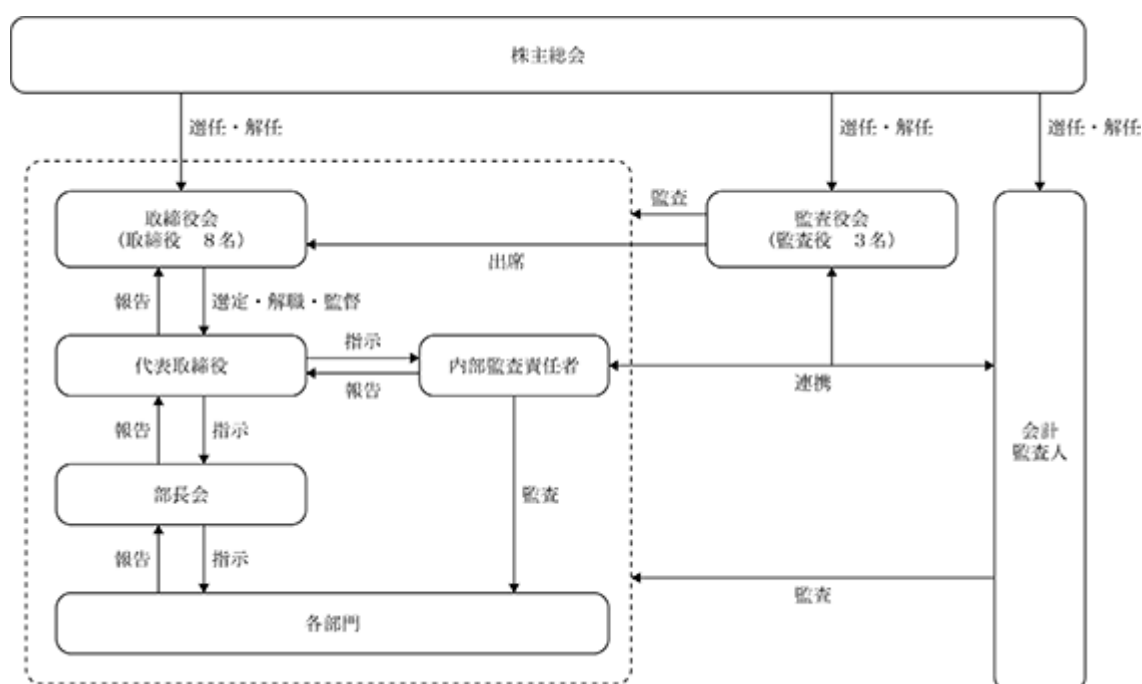 株主総会
選任・解任
選任・解任
選任・解任
取締役会
(取締役 8名)
監査
監査役会
(監査役 3名)
出席
報告
選定・解職・監督
代表取締役
指示
報告
内部監査責任者
連携
会計
監査人
報告
指示
部長会
監査
報告
指示
監査
各部門